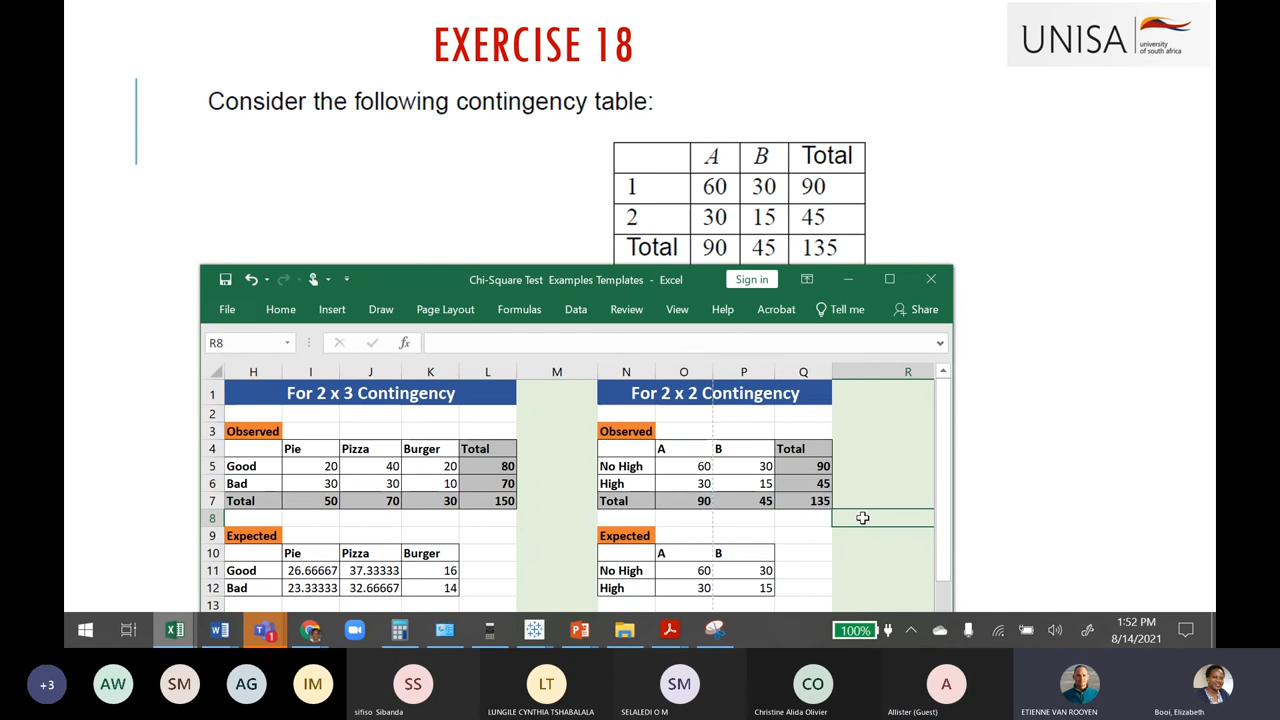 EXERCISE 18
UNISA university of south africa
Consider the following contingency table:
A B Total
1 60 30 90
2 30 15 45
Total 90 45 135
Chi-Square Test Examples Templates - Excel Sign in
File Home Insert Draw Page Layout Formulas Data Review View Help Acrobat Tell me Share
R8 fx
H I J K L M N O P Q R
1 For 2 x 3 Contingency For 2 x 2 Contingency
2
3 Observed Observed
4 Pie Pizza Burger Total A B Total
5 Good 20 40 20 80 No High 60 30 90
6 Bad 30 30 10 70 High 30 15 45
7 Total 50 70 30 150 Total 90 45 135
8
9 Expected Expected
10 Pie Pizza Burger A B
11 Good 26.66667 37.33333 16 No High 60 30
12 Bad 23.33333 32.66667 14 High 30 15
13
1 100% 1:52 PM
8/14/2021
+3 AW SM AG IM SS LT SM CO A
sifiso Sibanda LUNGILE CYNTHIA TSHABALALA SELALEDI O M Christine Alida Olivier Allister (Guest) ETIENNE VAN ROOYEN Booi, Elizabeth